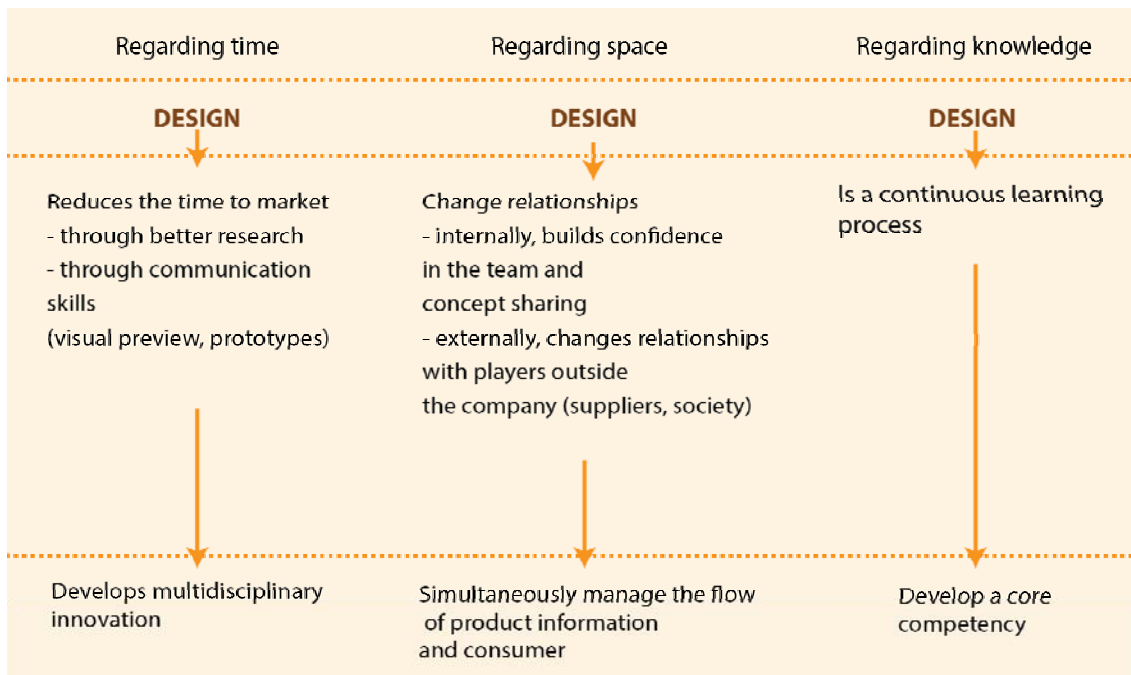 Regarding time
Regarding space
Regarding knowledge
DESIGN
DESIGN
DESIGN
Reduces the time to market
- through better research
- through communication
skills
(visual preview, prototypes)
Change relationships
- internally, builds confidence
in the team and
concept sharing
- externally, changes relationships
with players outside
the company (suppliers, society)
Is a continuous learning
process
Develops multidisciplinary
innovation
Simultaneously manage the flow
of product information
and consumer
Develop a core
competency